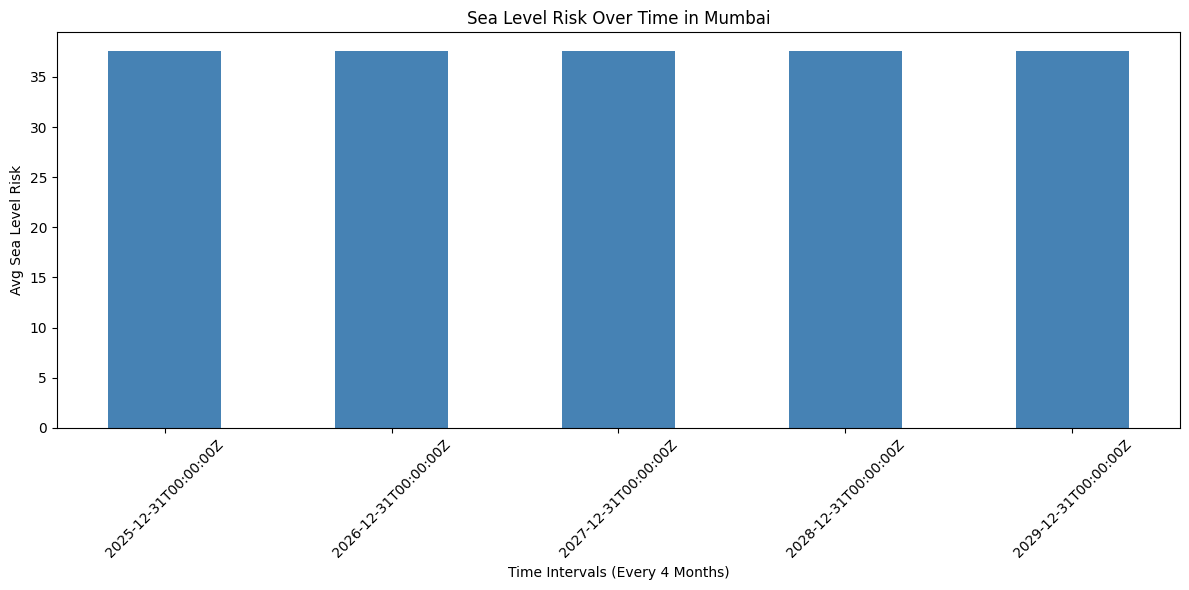 Sea Level Risk Over Time in Mumbai
35
30
25
20
15
10
5
0
Avg Sea Level Risk
2025-12-31T00:00:00Z
2026-12-31T00:00:00Z
2027-12-31T00:00:00Z
2028-12-31T00:00:00Z
2029-12-31T00:00:00Z
Time Intervals (Every 4 Months)